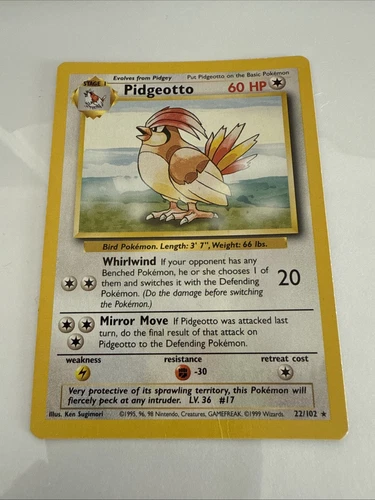 STAGE 1
Evolves from Pidgey
Put Pidgeotto on the Basic Pokémon
Pidgeotto
60 HP
Bird Pokémon. Length: 3' 7", Weight: 66 lbs.
Whirlwind If your opponent has any
Benched Pokémon, he or she chooses 1 of
them and switches it with the Defending
Pokémon. (Do the damage before switching
the Pokémon.)
20
Mirror Move If Pidgeotto was attacked last
turn, do the final result of that attack on
Pidgeotto to the Defending Pokémon.
weakness
resistance
retreat cost
-30
Very protective of its sprawling territory, this Pokémon will
fiercely peck at any intruder. LV. 36 #17
Illus. Ken Sugimori
©1995, 96, 98 Nintendo, Creatures, GAMEFREAK. ©1999 Wizards.
22/102 ★